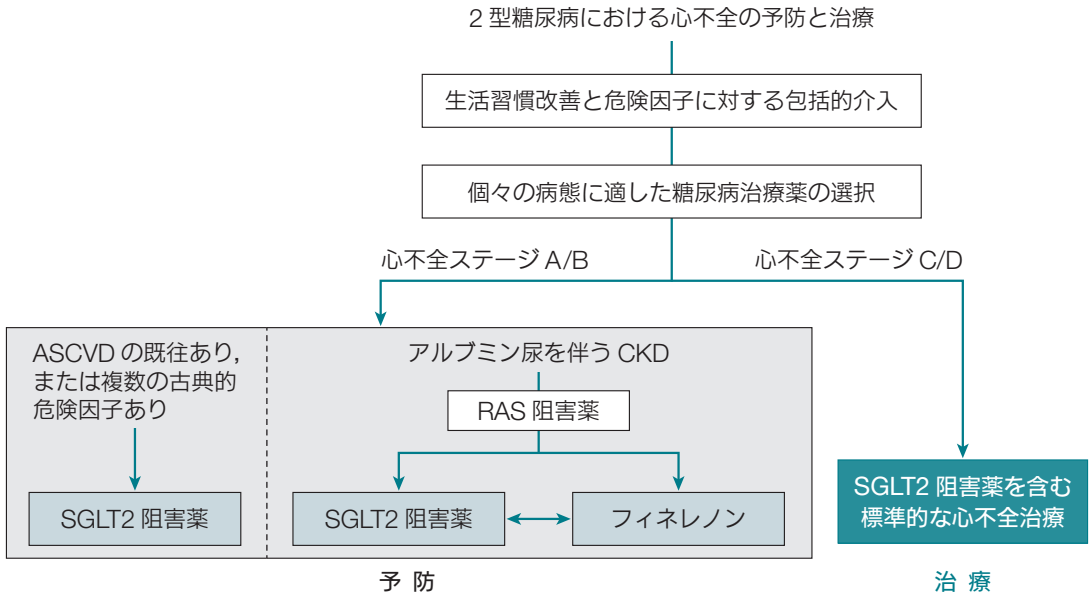 2型糖尿病における心不全の予防と治療
生活習慣改善と危険因子に対する包括的介入
個々の病態に適した糖尿病治療薬の選択
心不全ステージ A/B
心不全ステージ C/D
ASCVD の既往あり，
または複数の古典的
危険因子あり
アルブミン尿を伴う CKD
RAS 阻害薬
SGLT2 阻害薬
SGLT2 阻害薬
フィネレノン
SGLT2 阻害薬を含む
標準的な心不全治療
予 防
治 療